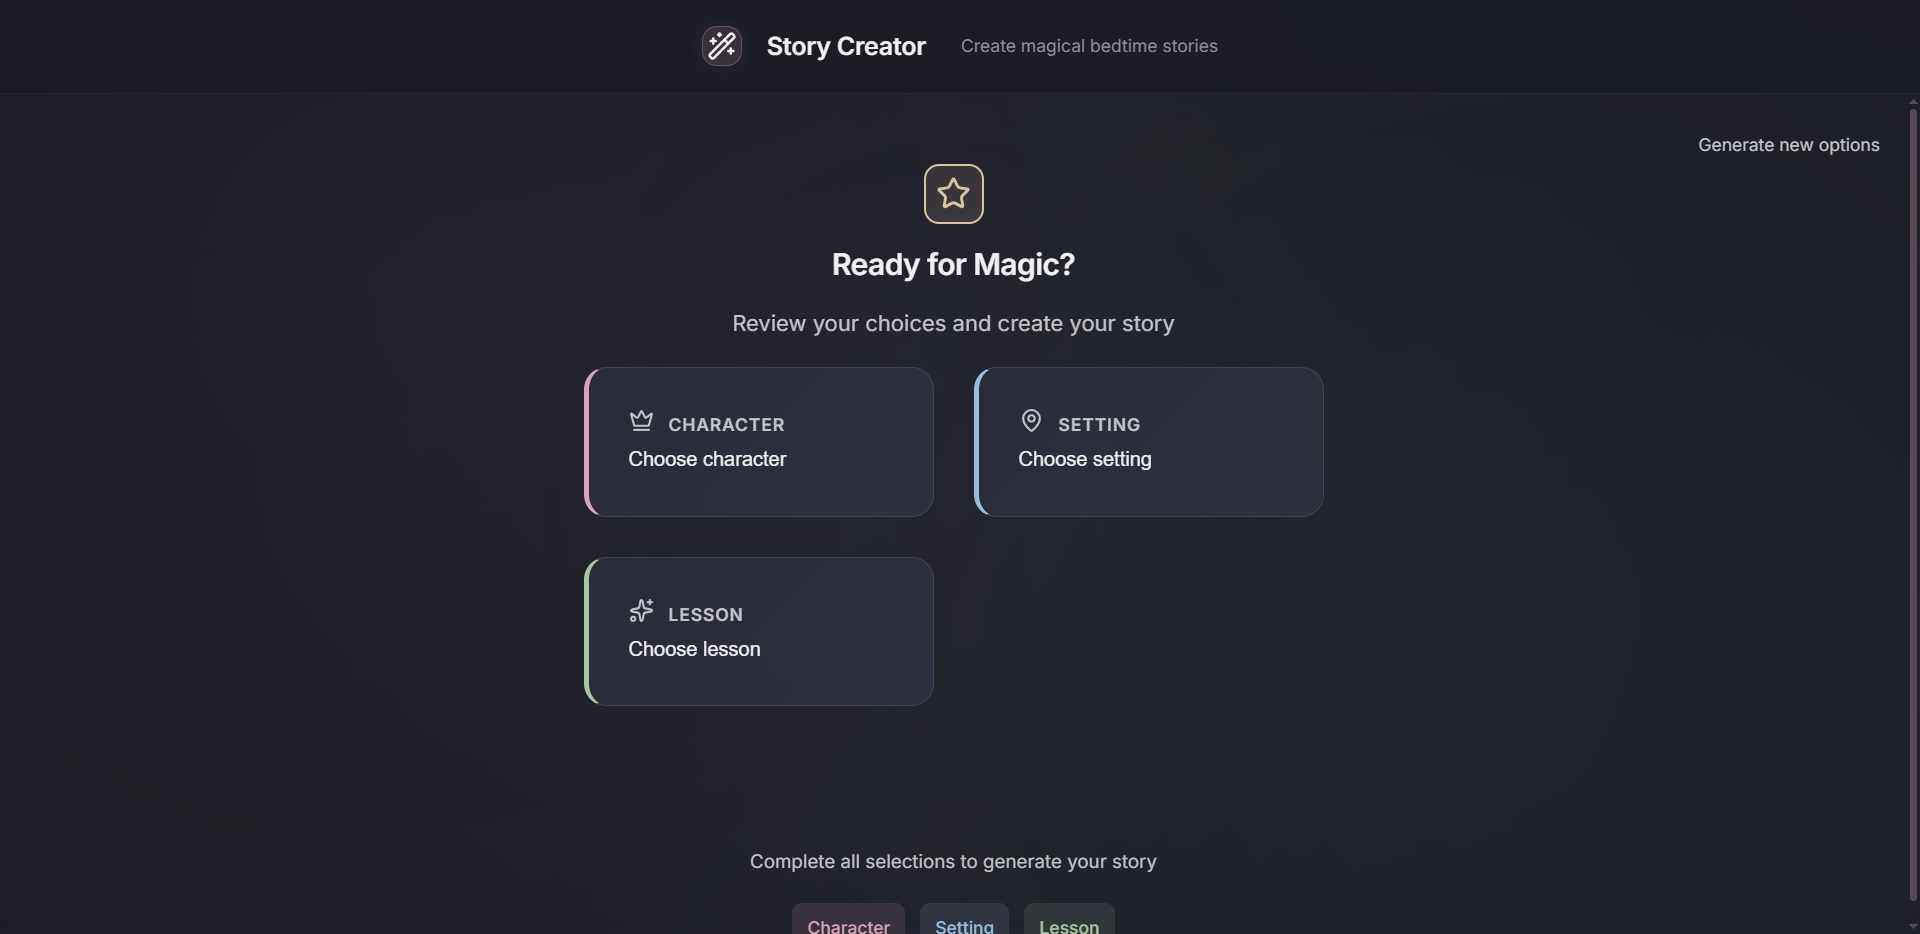 Story Creator
Create magical bedtime stories
Generate new options
Ready for Magic?
Review your choices and create your story
CHARACTER
Choose character
SETTING
Choose setting
LESSON
Choose lesson
Complete all selections to generate your story
Character
Setting
Lesson